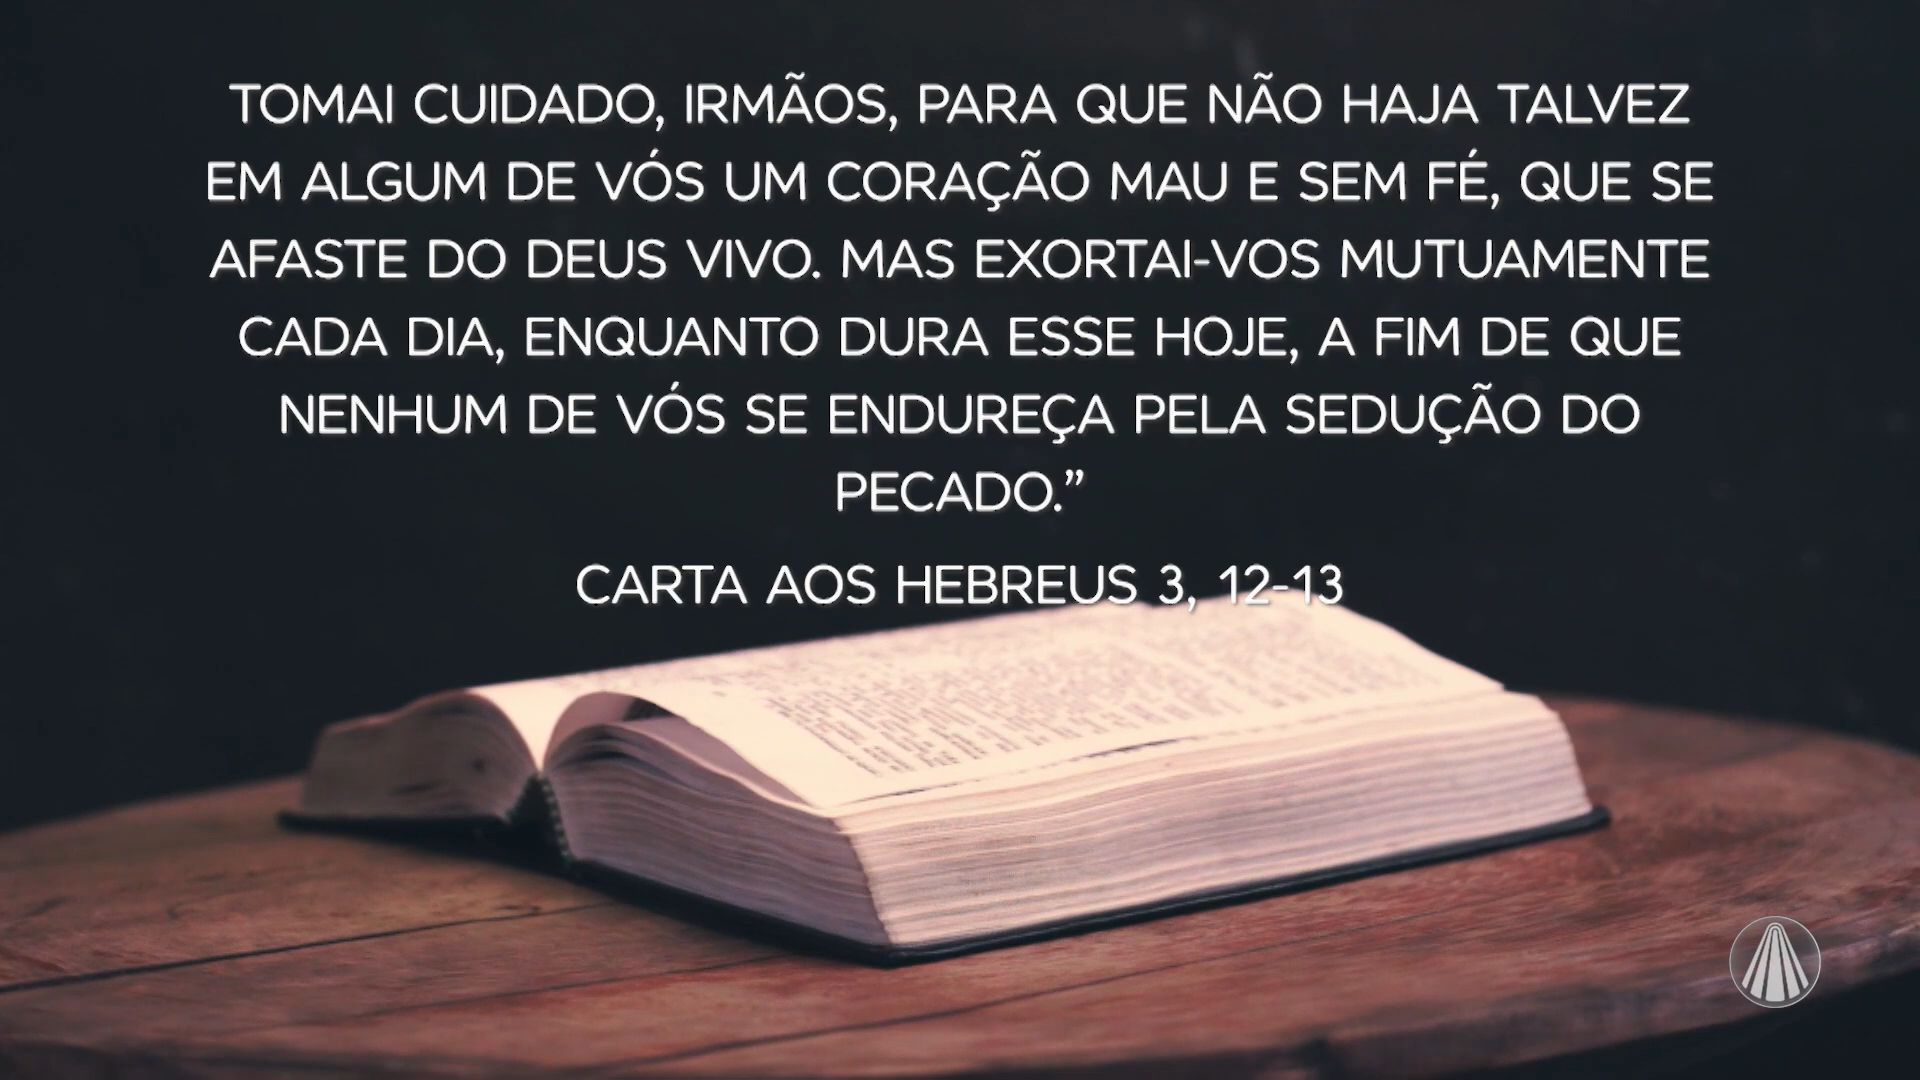 TOMAI CUIDADO, IRMÃOS, PARA QUE NÃO HAJA TALVEZ
EM ALGUM DE VÓS UM CORAÇÃO MAU E SEM FÉ, QUE SE
AFASTE DO DEUS VIVO. MAS EXORTAI-VOS MUTUAMENTE
CADA DIA, ENQUANTO DURA ESSE HOJE, A FIM DE QUE
NENHUM DE VÓS SE ENDUREÇA PELA SEDUÇÃO DO
PECADO.”
CARTA AOS HEBREUS 3, 12-13